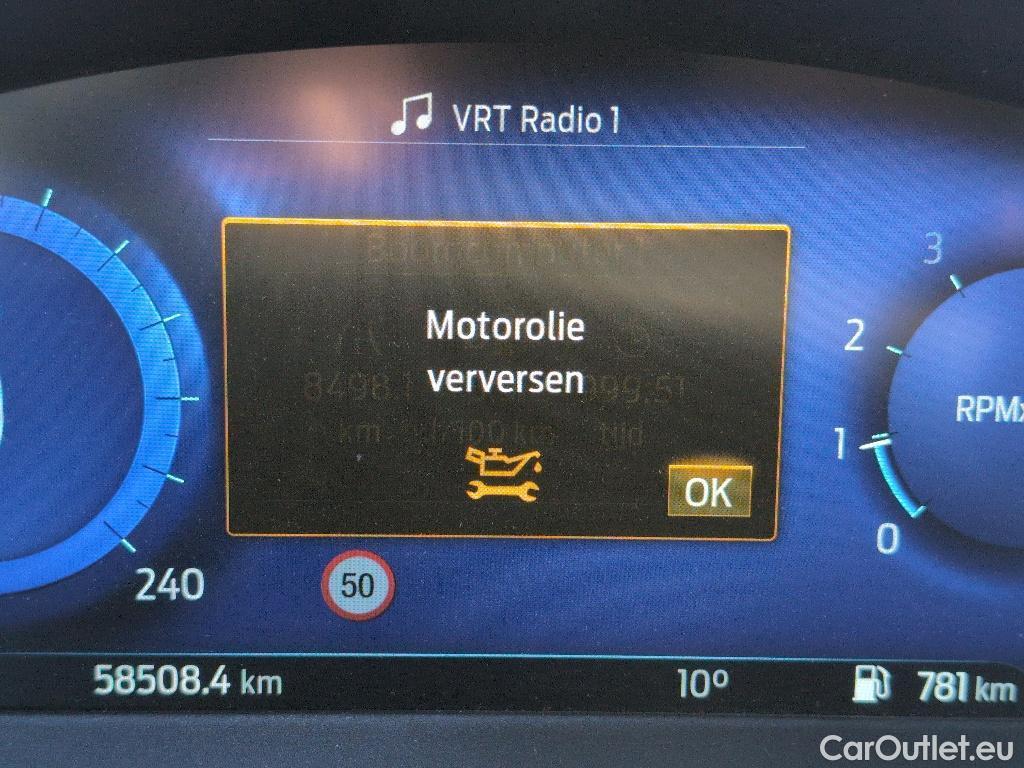 VRT Radio 1
Motorolie
verversen
OK
3
2
1
0
RPMx
240
50
58508.4 km
10°
781 km
CarOutlet.eu